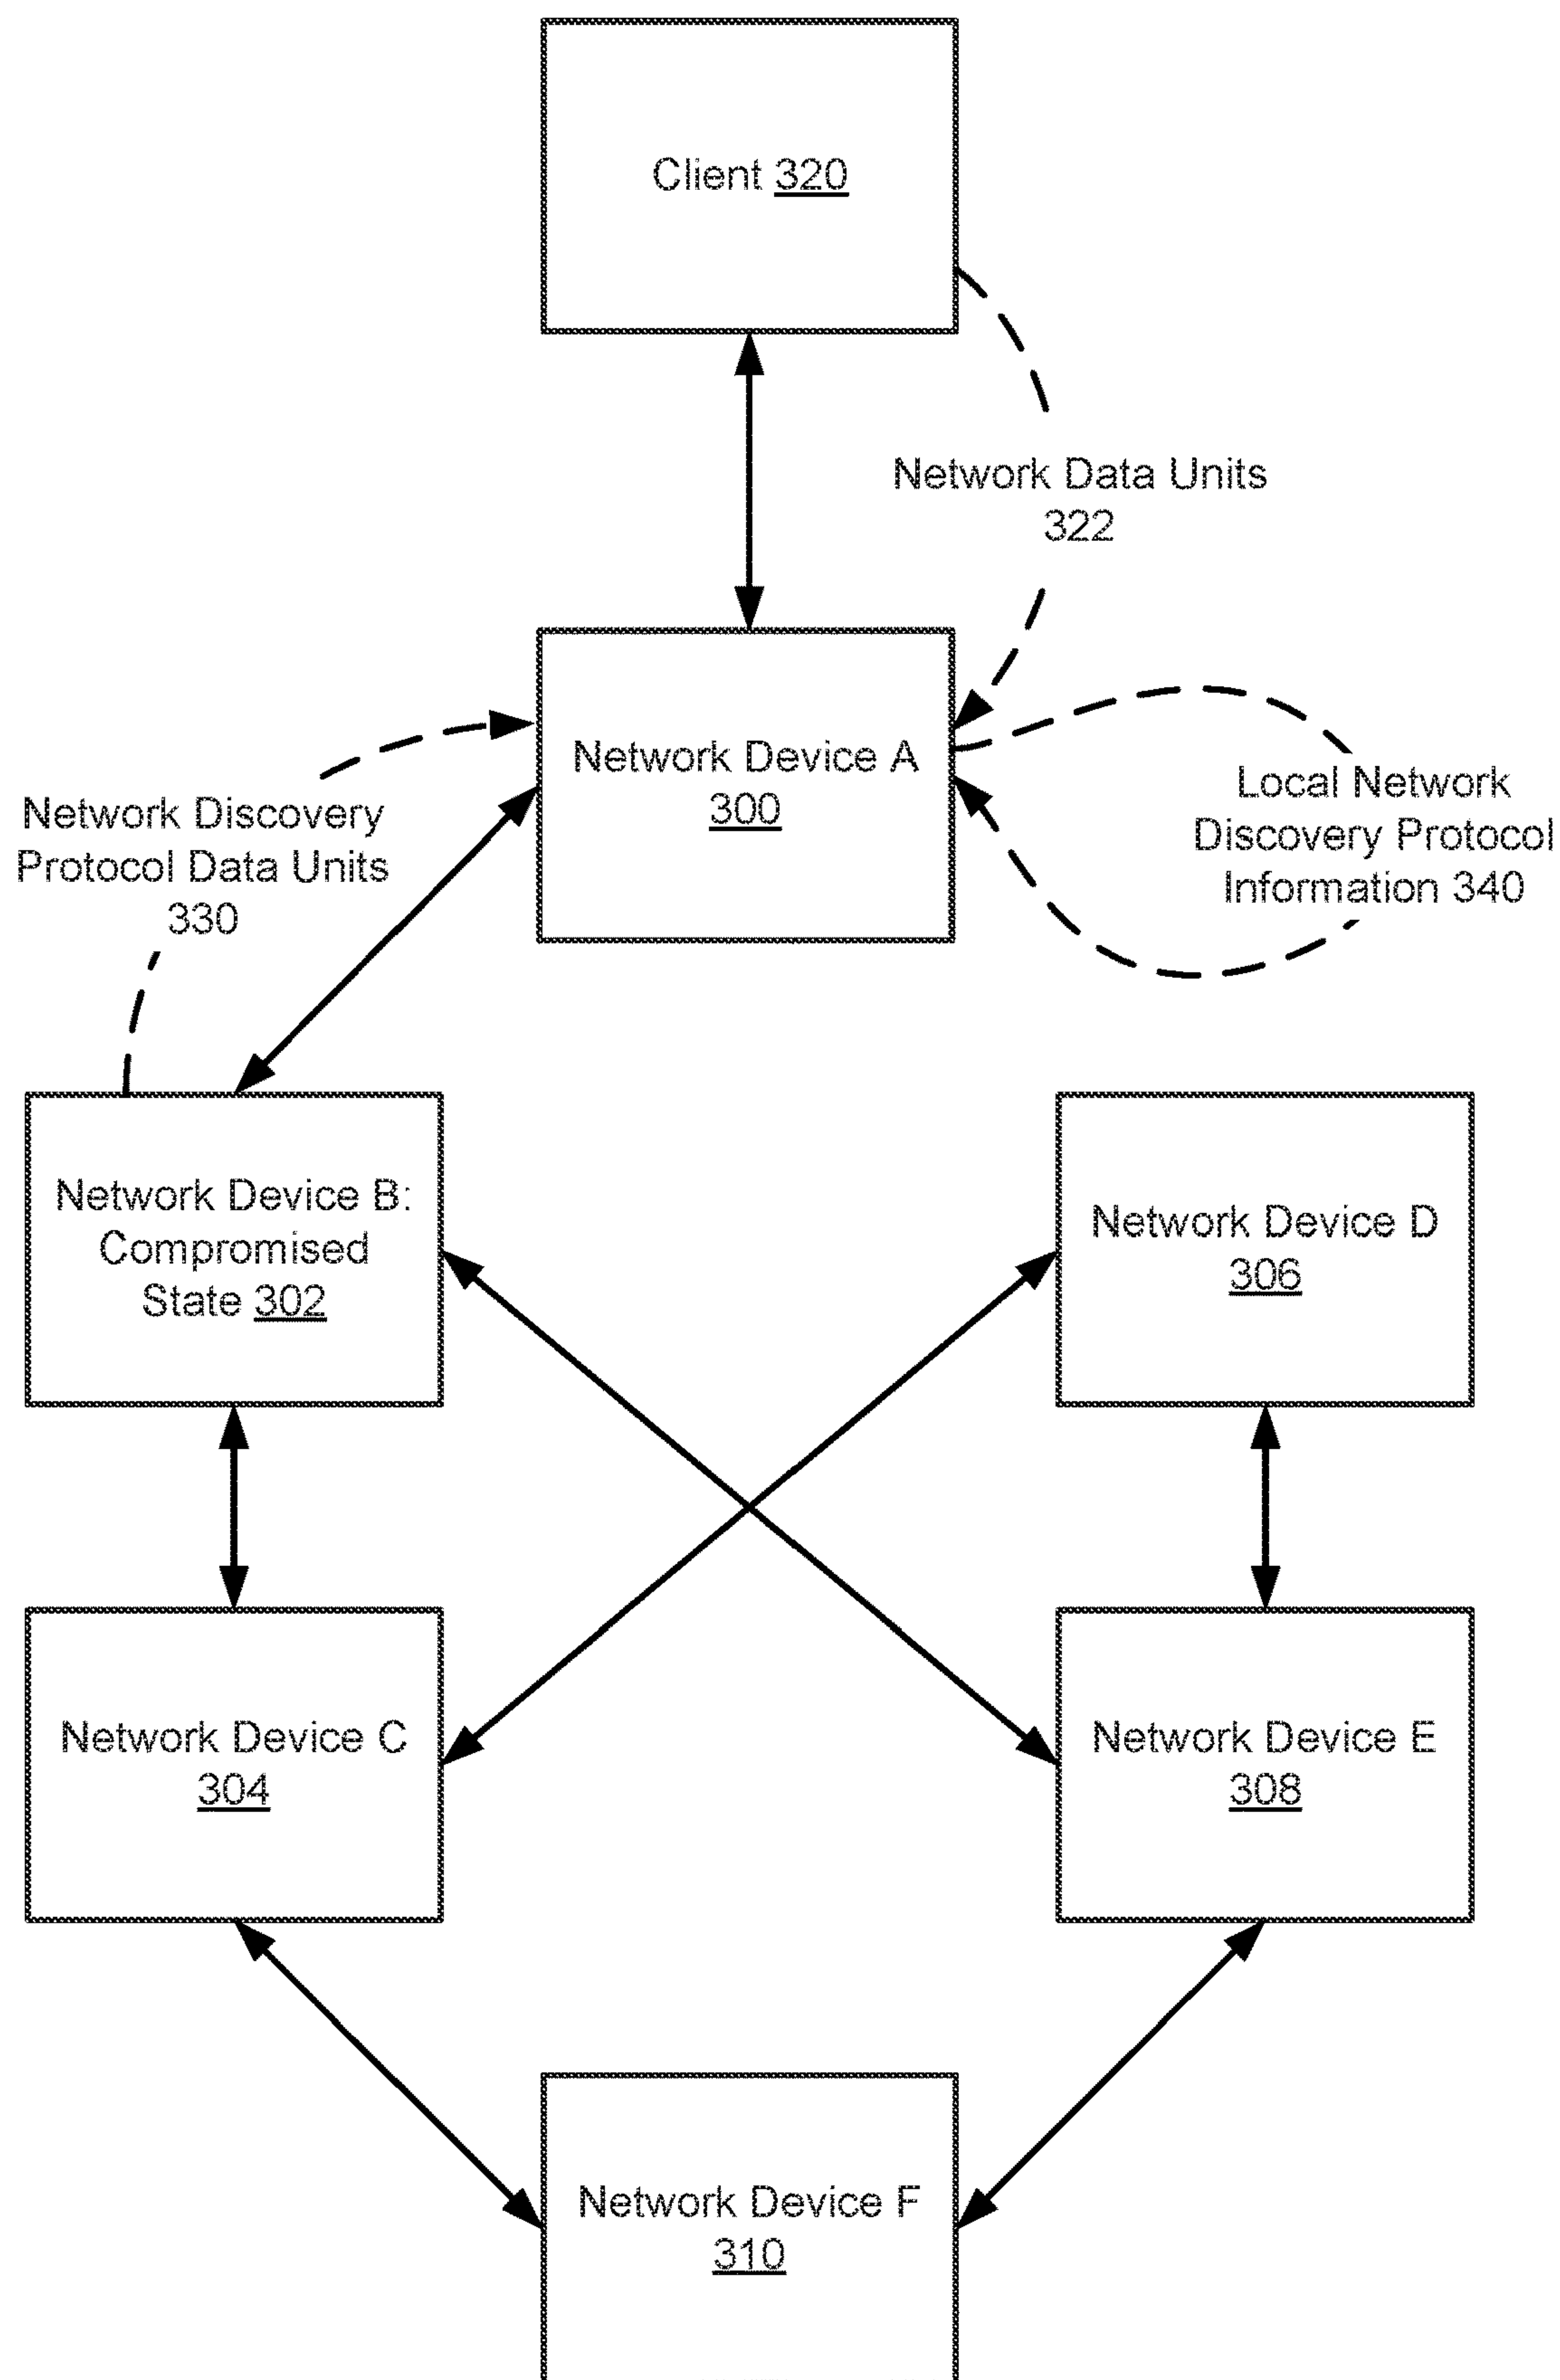 Client 320
Network Data Units
322
Network Device A
300
Local Network
Discovery Protocol
Information 340
Network Discovery
Protocol Data Units
330
Network Device B:
Compromised
State 302
Network Device D
306
Network Device C
304
Network Device E
308
Network Device F
310